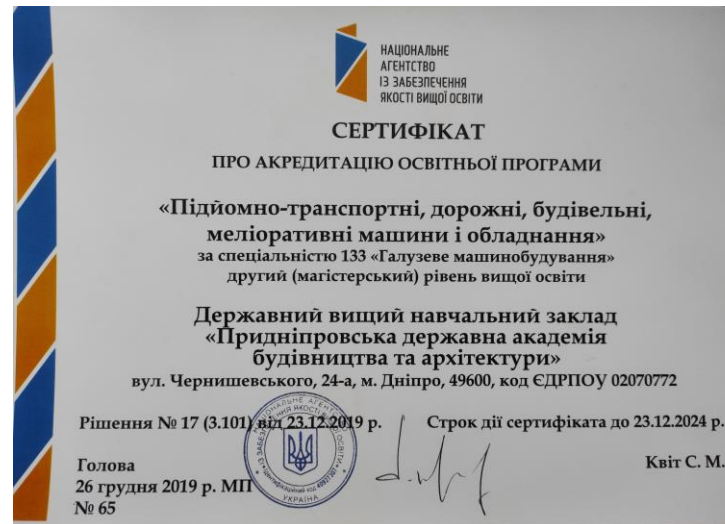 НАЦІОНАЛЬНЕ
АГЕНТСТВО
ІЗ ЗАБЕЗПЕЧЕННЯ
ЯКОСТІ ВИЩОЇ ОСВІТИ
СЕРТИФІКАТ
ПРО АКРЕДИТАЦІЮ ОСВІТНЬОЇ ПРОГРАМИ
«Підйомно-транспортні, дорожні, будівельні,
меліоративні машини і обладнання»
за спеціальністю 133 «Галузеве машинобудування»
другий (магістерський) рівень вищої освіти
Державний вищий навчальний заклад
«Придніпровська державна академія
будівництва та архітектури»
вул. Чернишевського, 24-а, м. Дніпро, 49600, код ЄДРПОУ 02070772
Рішення № 17 (3.101) від 23.12.2019 р. Строк дії сертифіката до 23.12.2024 р.
Голова Квіт С. М.
26 грудня 2019 р. МП
№ 65
УКРАЇНА